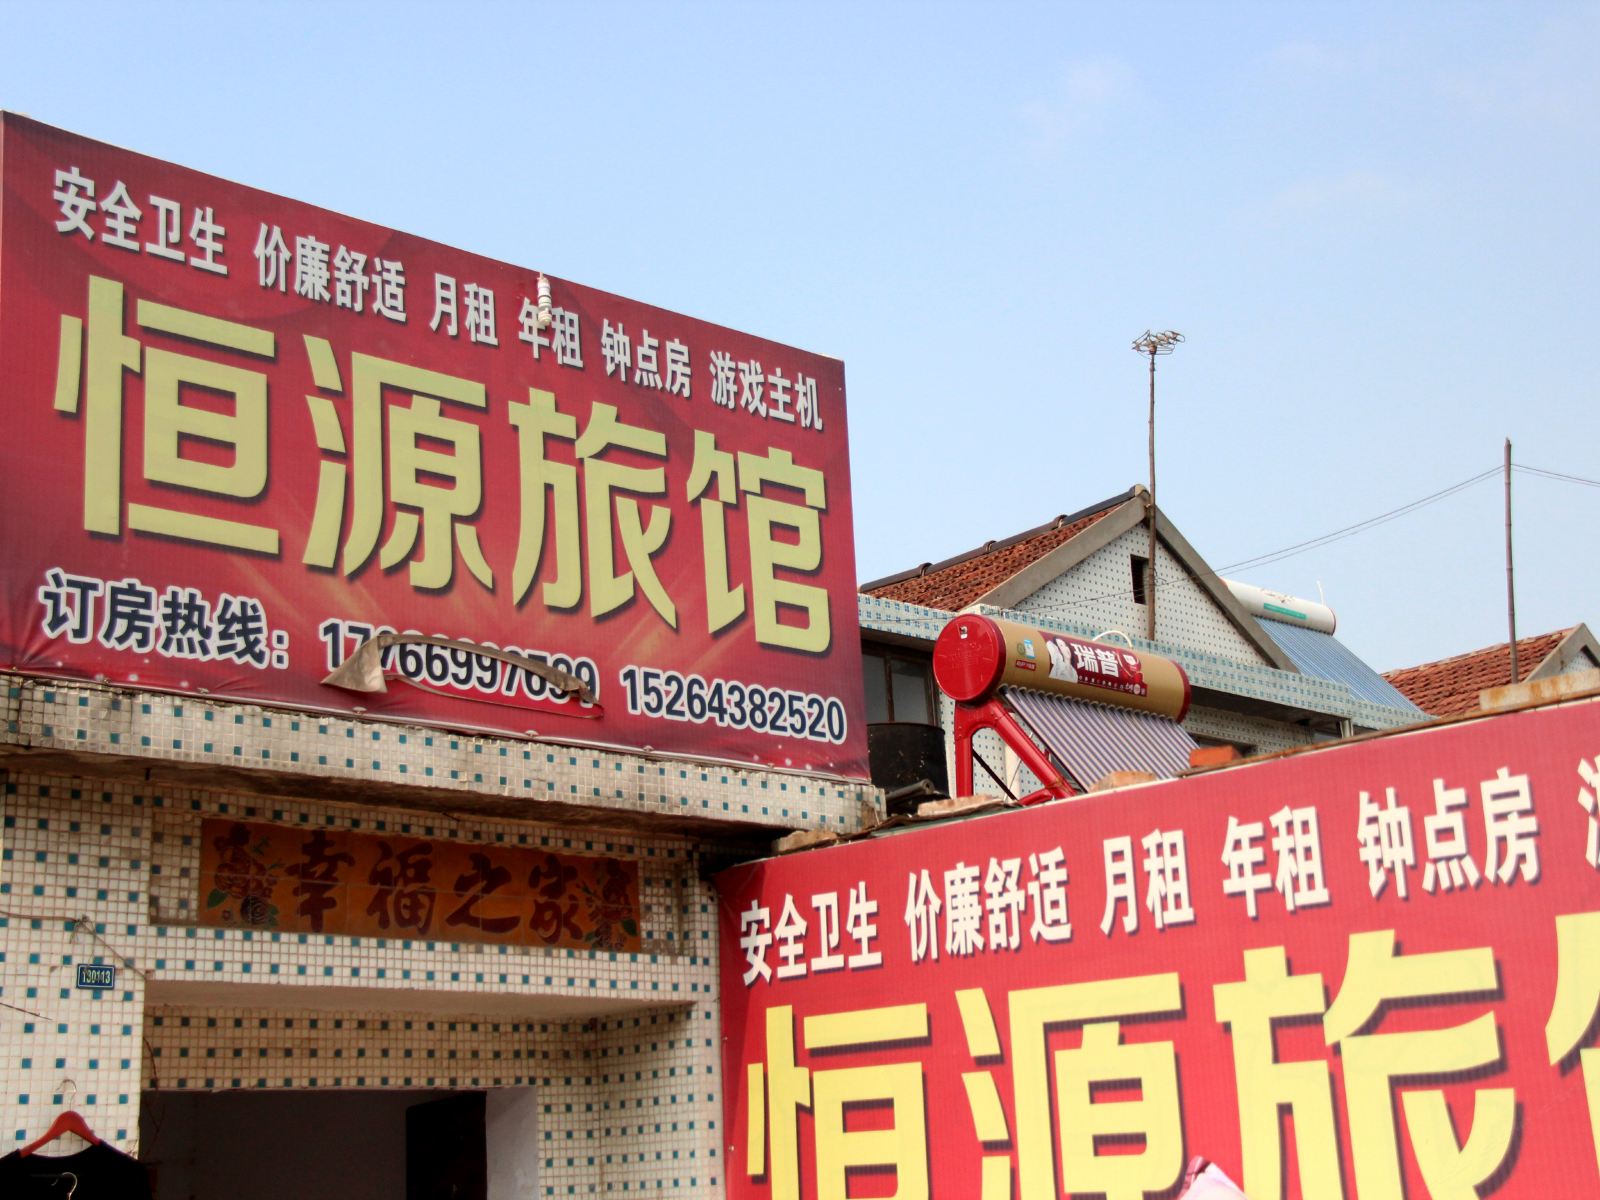 安全卫生 价廉舒适 月租 年租 钟点房 游戏主机
恒源旅馆
订房热线: 15264382520
幸福之家
130113
瑞普
安全卫生 价廉舒适 月租 年租 钟点房
恒源旅